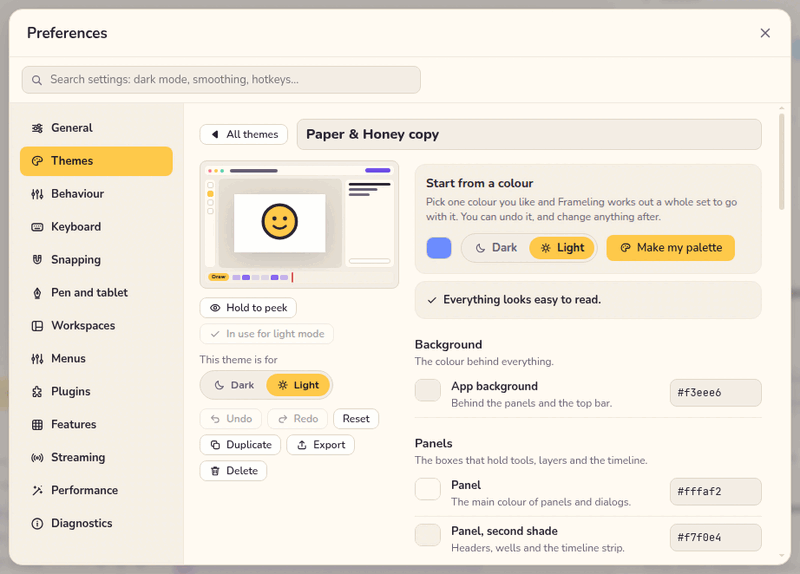 Preferences
Search settings: dark mode, smoothing, hotkeys...
General
Themes
Behaviour
Keyboard
Snapping
Pen and tablet
Workspaces
Menus
Plugins
Features
Streaming
Performance
Diagnostics
All themes
Paper & Honey copy
Draw
Hold to peek
In use for light mode
This theme is for
Dark
Light
Undo
Redo
Reset
Duplicate
Export
Delete
Start from a colour
Pick one colour you like and Frameling works out a whole set to go
with it. You can undo it, and change anything after.
Dark
Light
Make my palette
Everything looks easy to read.
Background
The colour behind everything.
App background
Behind the panels and the top bar.
#f3eee6
Panels
The boxes that hold tools, layers and the timeline.
Panel
The main colour of panels and dialogs.
#fffaf2
Panel, second shade
Headers, wells and the timeline strip.
#f7f0e4